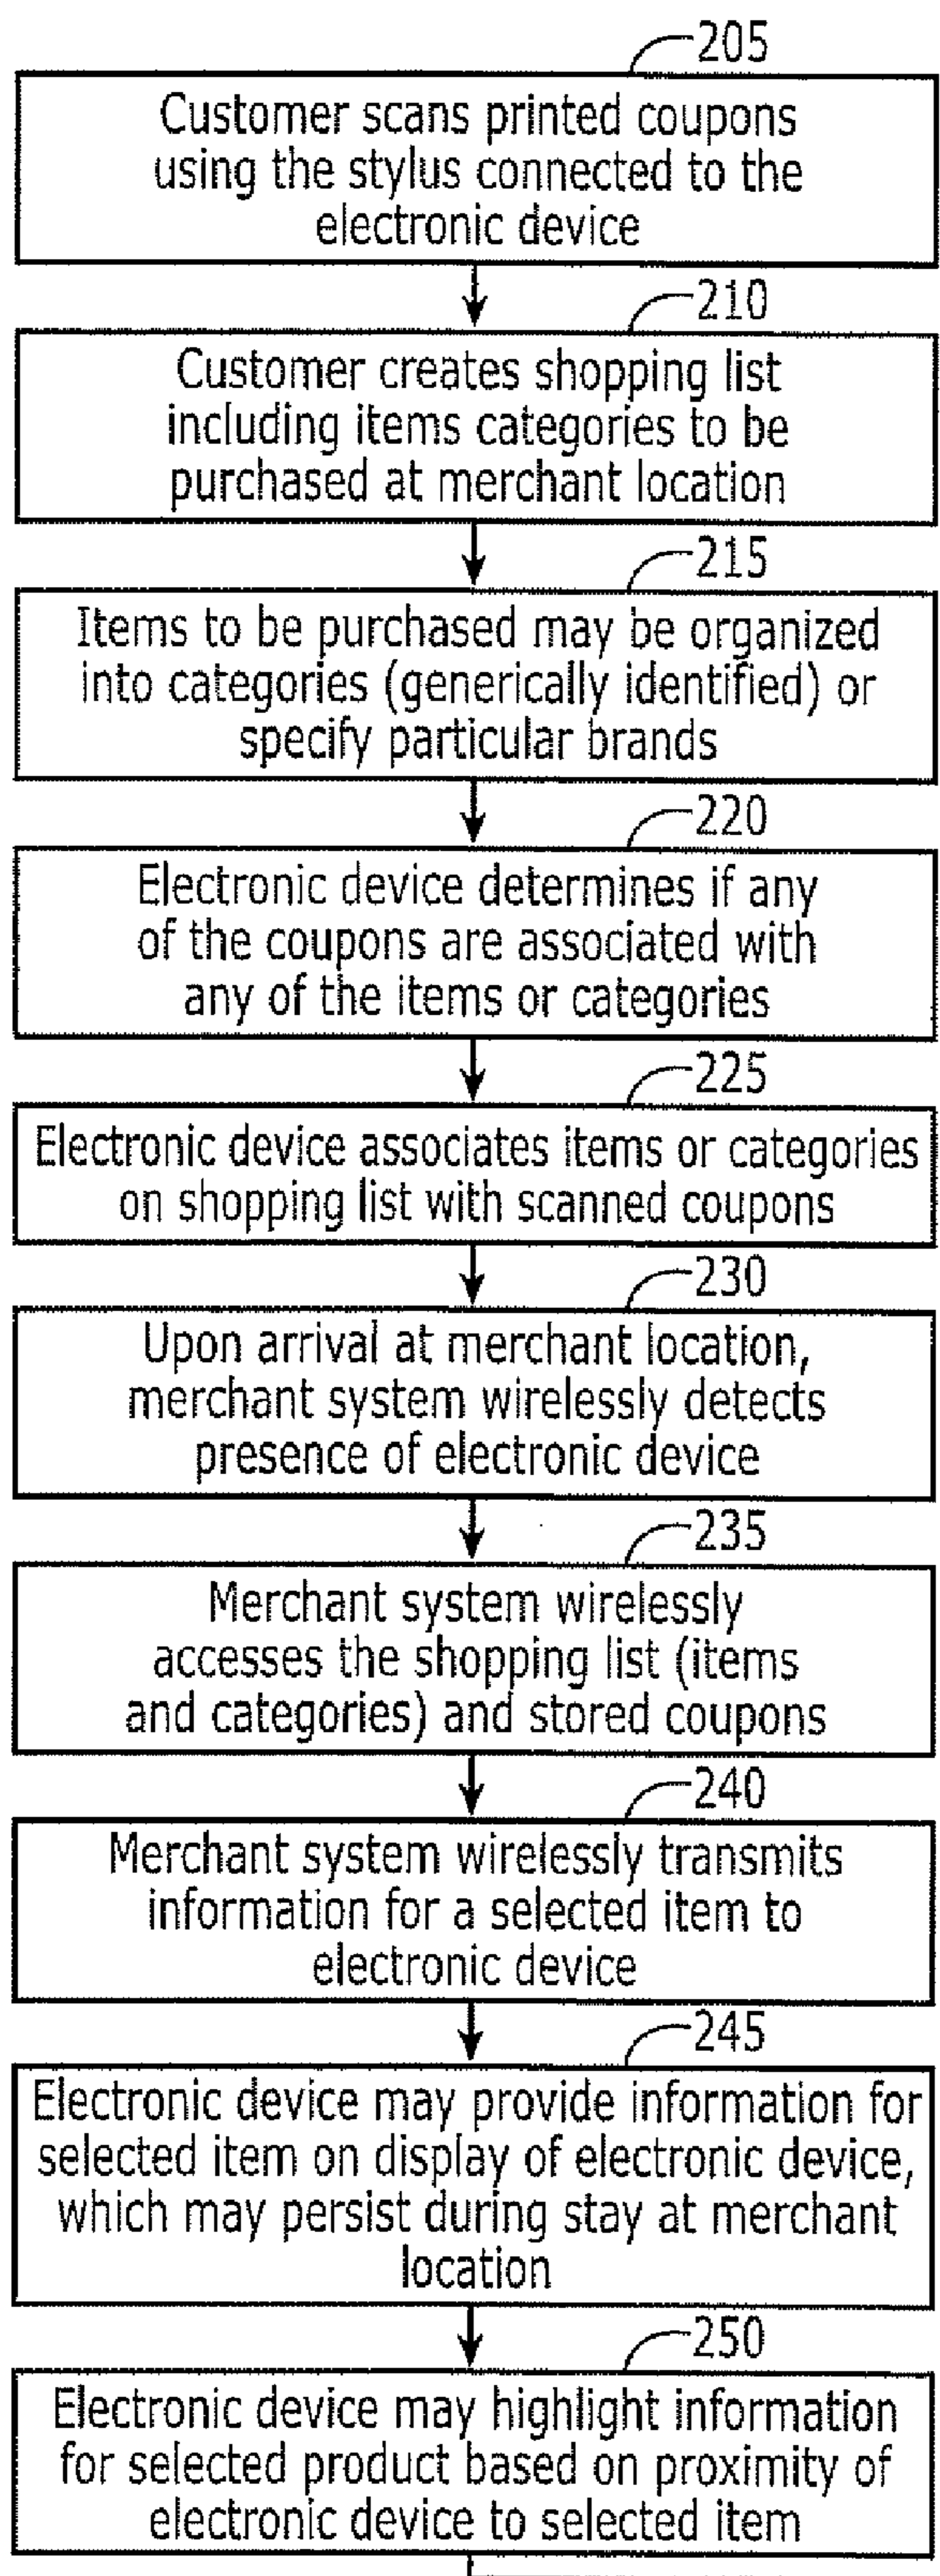 205
Customer scans printed coupons
using the stylus connected to the
electronic device
210
Customer creates shopping list
including items categories to be
purchased at merchant location
215
Items to be purchased may be organized
into categories (generically identified) or
specify particular brands
220
Electronic device determines if any
of the coupons are associated with
any of the items or categories
225
Electronic device associates items or categories
on shopping list with scanned coupons
230
Upon arrival at merchant location,
merchant system wirelessly detects
presence of electronic device
235
Merchant system wirelessly
accesses the shopping list (items
and categories) and stored coupons
240
Merchant system wirelessly transmits
information for a selected item to
electronic device
245
Electronic device may provide information for
selected item on display of electronic device,
which may persist during stay at merchant
location
250
Electronic device may highlight information
for selected product based on proximity of
electronic device to selected item